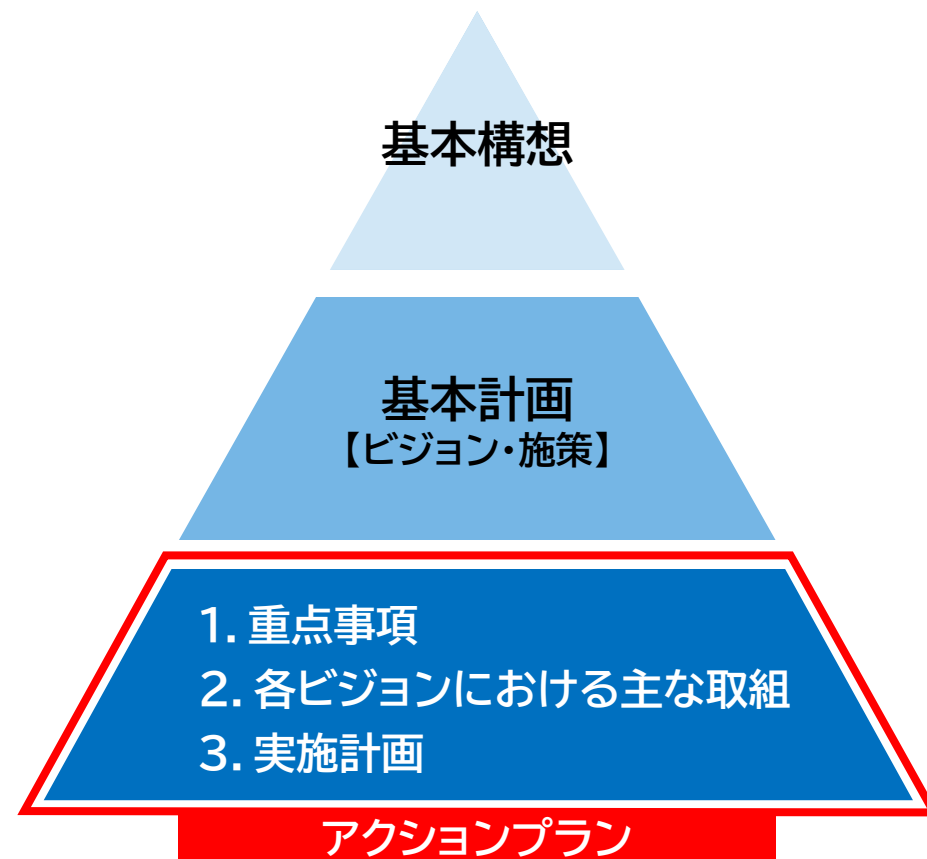 基本構想
基本計画
【ビジョン・施策】
1. 重点事項
2. 各ビジョンにおける主な取組
3. 実施計画
アクションプラン